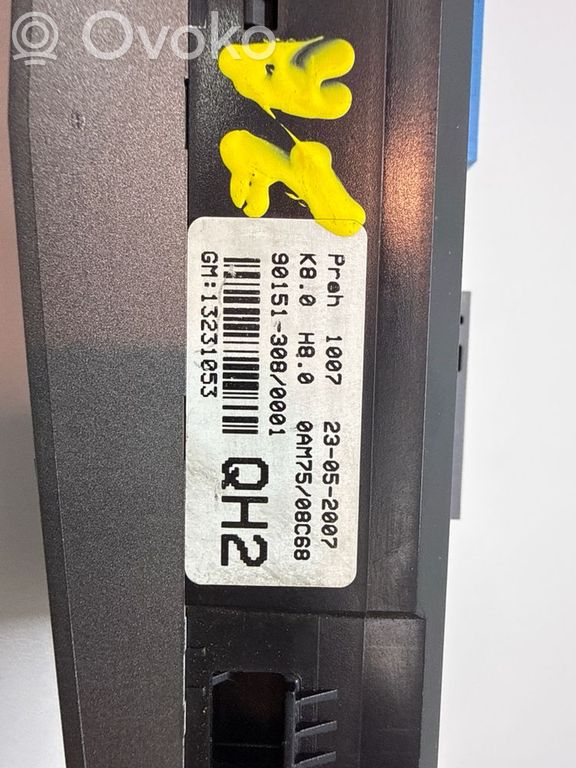 Ovoko
Preh 1007 23-05-2007
K8.0 H8.0 0AM75/08C68
90151-308/0001
QH2
GM:13231053